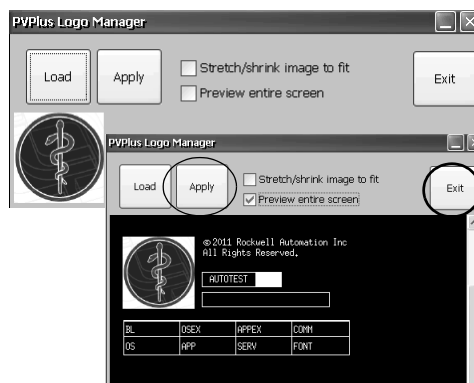 PVPlus Logo Manager
Load
Apply
Stretch/shrink image to fit
Preview entire screen
Exit
PVPlus Logo Manager
Load
Apply
Stretch/shrink image to fit
Preview entire screen
Exit
©2011 Rockwell Automation Inc
All Rights Reserved.
AUTOTEST
BL OSEX APPEX COMM
OS APP SERV FONT